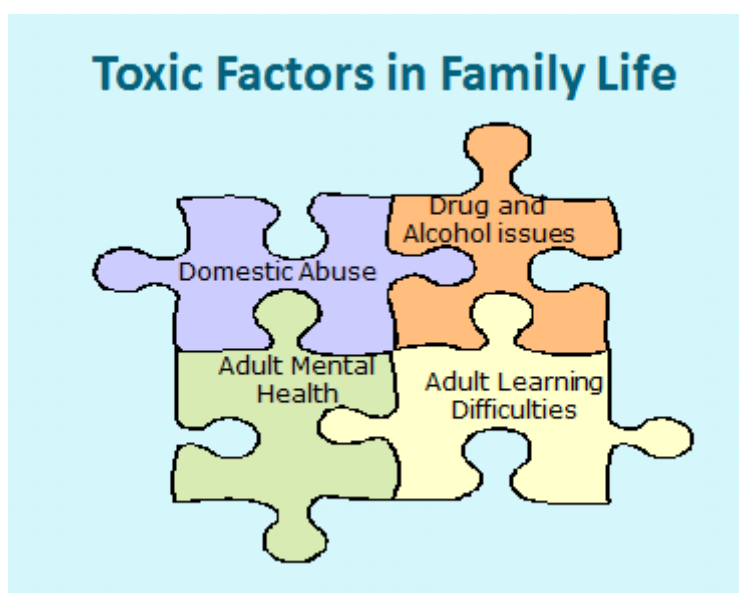 Toxic Factors in Family Life
Drug and
Alcohol issues
Domestic Abuse
Adult Mental
Health
Adult Learning
Difficulties